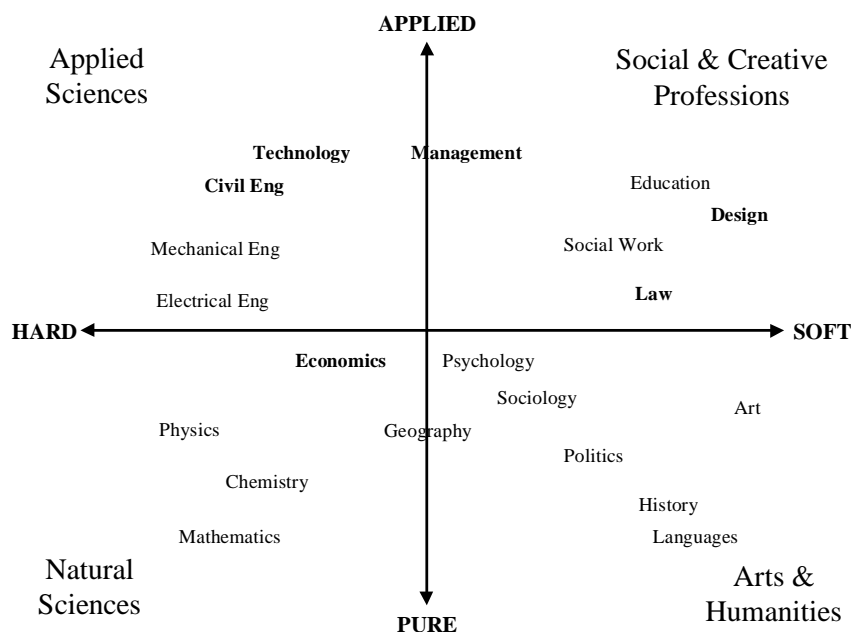 APPLIED
Applied
Sciences
Social & Creative
Professions
Technology
Management
Civil Eng
Education
Design
Mechanical Eng
Social Work
Electrical Eng
Law
HARD
SOFT
Economics
Psychology
Sociology
Art
Physics
Geography
Politics
Chemistry
History
Mathematics
Languages
Natural
Sciences
Arts &
Humanities
PURE